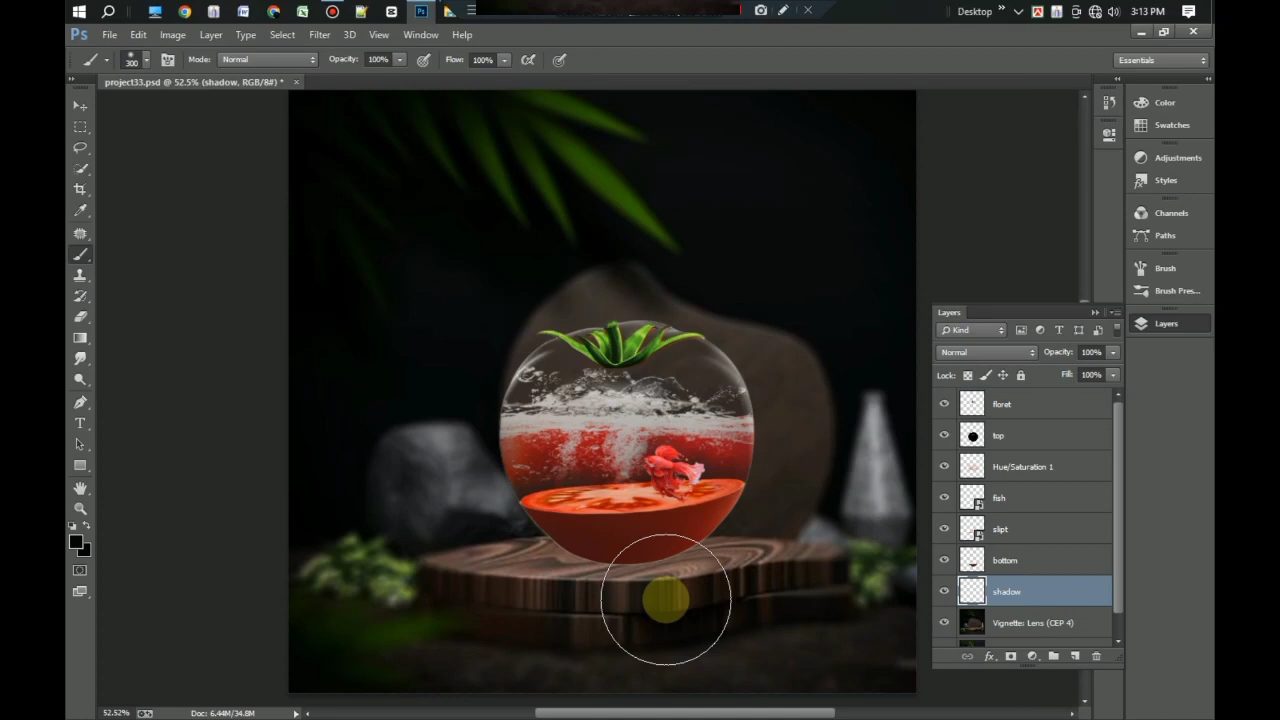 Desktop
3:13 PM
Ps File Edit Image Layer Type Select Filter 3D View Window Help
300 Mode: Normal Opacity: 100% Flow: 100% Essentials
project33.psd @ 52.5% (shadow, RGB/8#) *
Color
Swatches
Adjustments
Styles
Channels
Paths
Brush
Brush Pres...
Layers
Layers
Kind
Normal Opacity: 100%
Lock: Fill: 100%
floret
top
Hue/Saturation 1
fish
slipt
bottom
shadow
Vignette: Lens (CEP 4)
52.52% Doc: 6.44M/34.8M